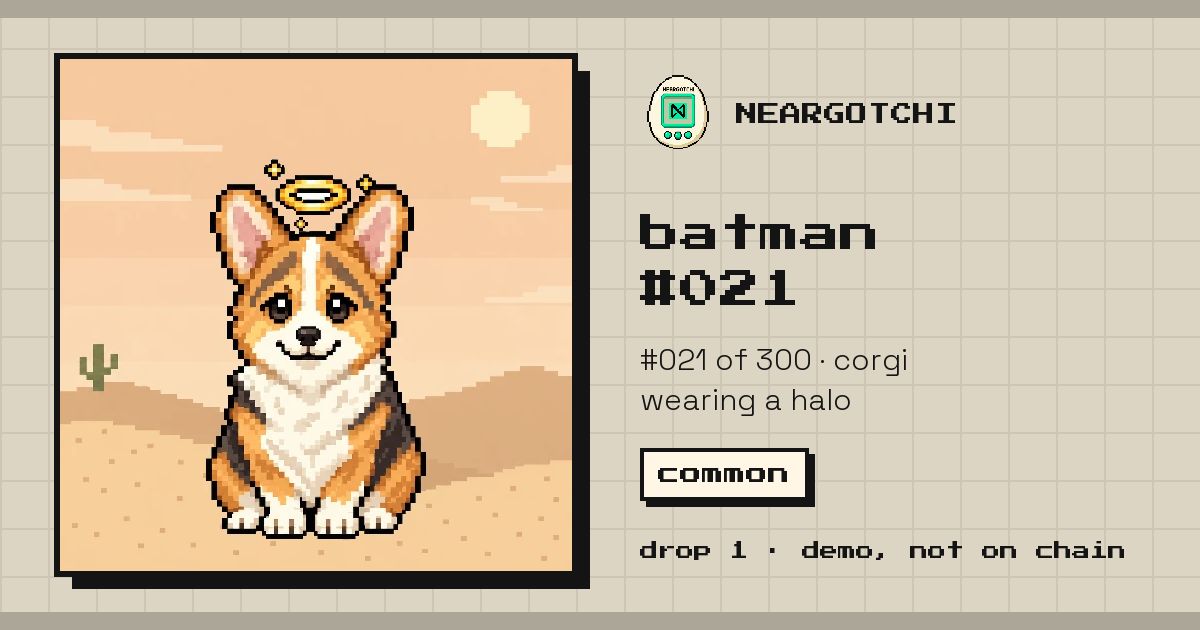 NEARGOTCHI
NEARGOTCHI
batman
#021
#021 of 300 · corgi
wearing a halo
common
drop 1 · demo, not on chain